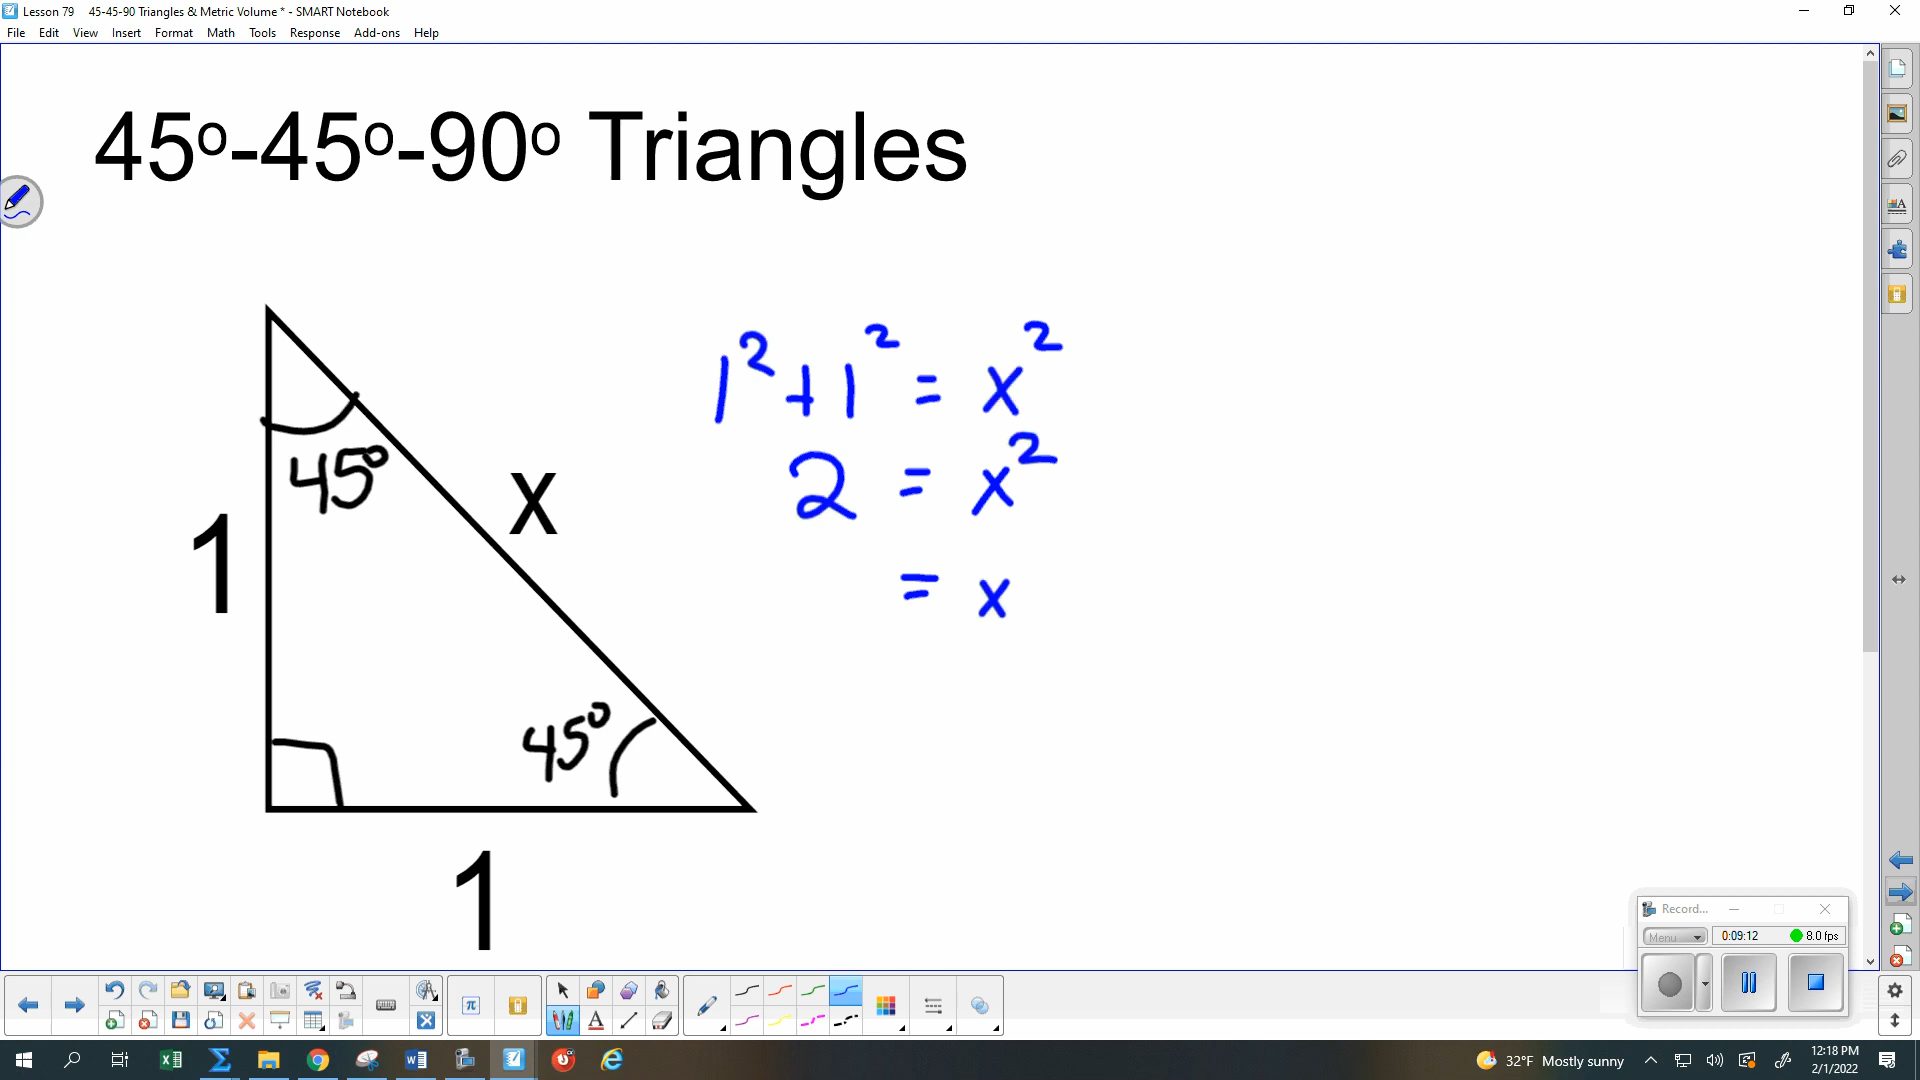 Lesson 79 45-45-90 Triangles & Metric Volume * - SMART Notebook
File Edit View Insert Format Math Tools Response Add-ons Help
45º-45º-90º Triangles
1² + 1² = x²
45º
x
2 = x²
1
= x
45º
1
Record...
Menu 0:09:12 8.0 fps
32°F Mostly sunny
12:18 PM
2/1/2022